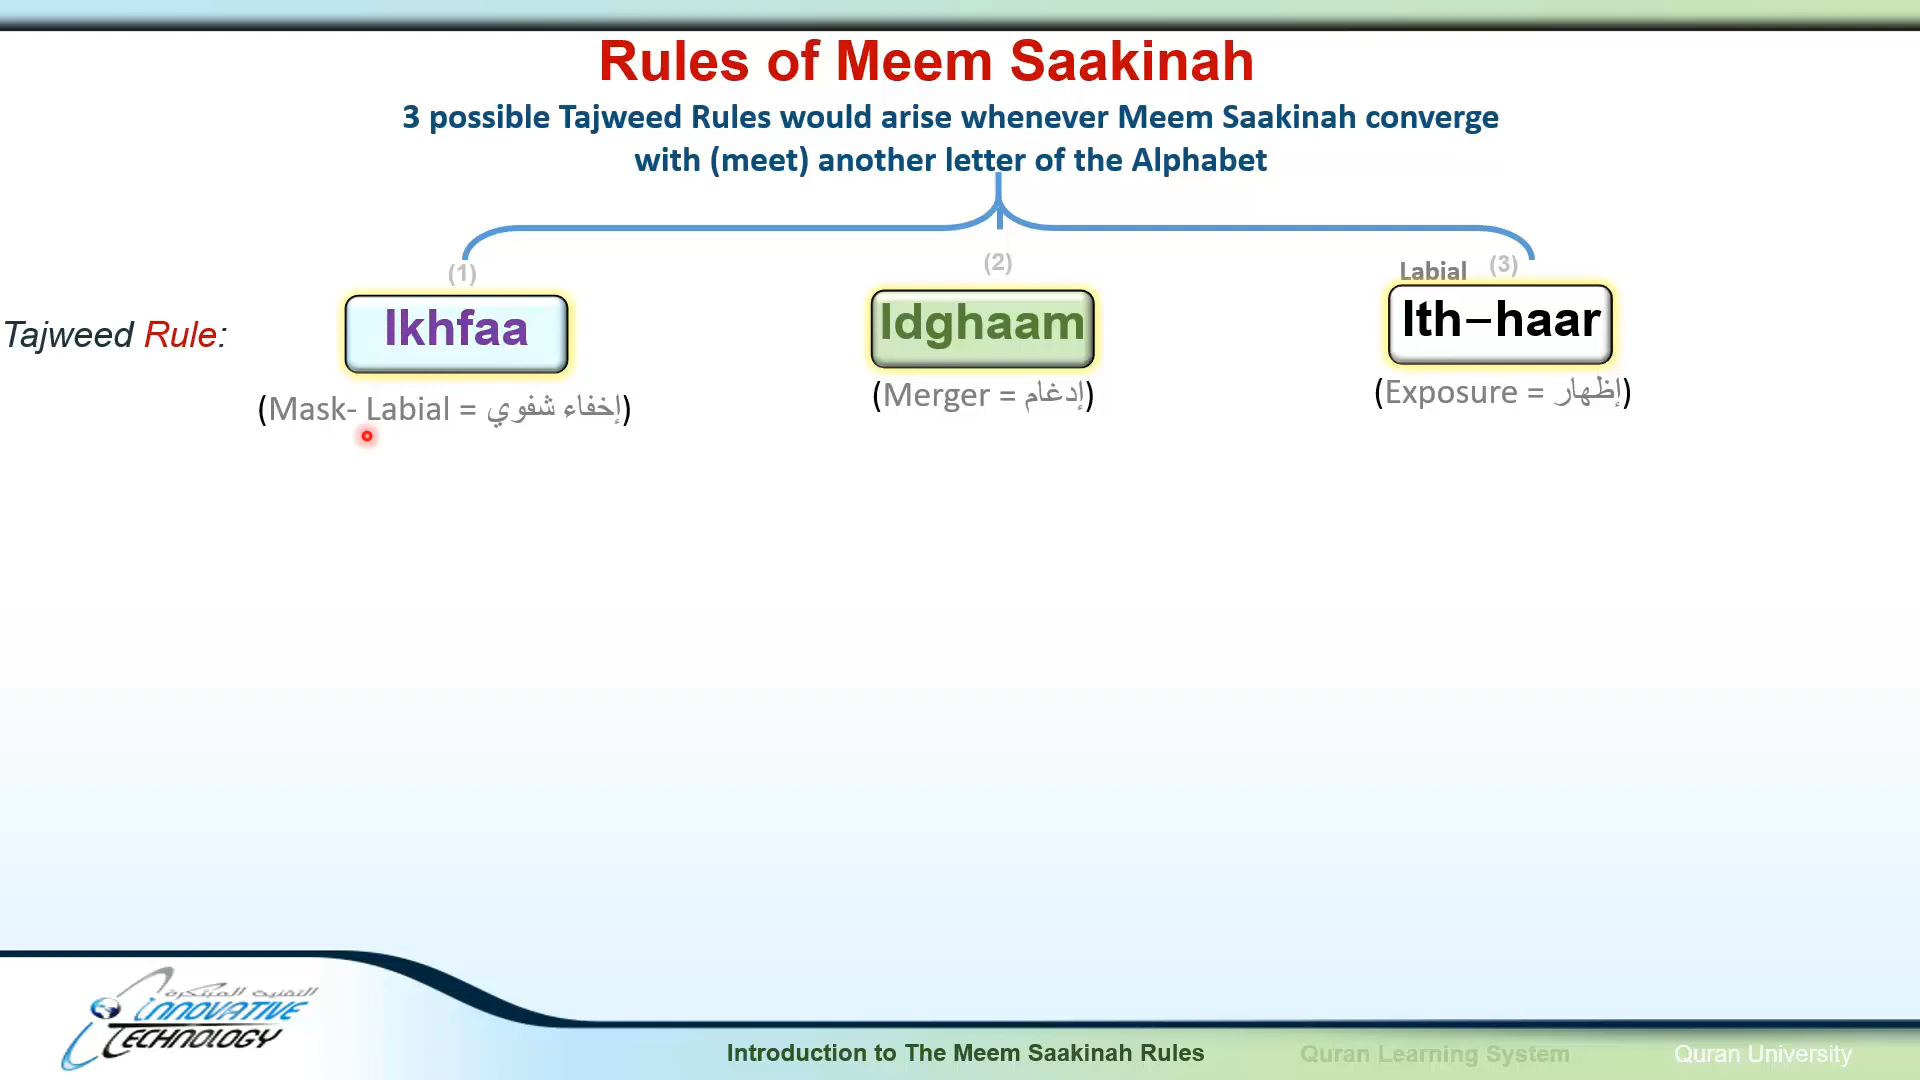 Rules of Meem Saakinah
3 possible Tajweed Rules would arise whenever Meem Saakinah converge
with (meet) another letter of the Alphabet
(1)
(2)
Labial (3)
Tajweed Rule:
Ikhfaa
Idghaam
Ith–haar
(Mask- Labial = إخفاء شفوي)
(Merger = إدغام)
(Exposure = إظهار)
التقنية المبتكرة
INNOVATIVE
TECHNOLOGY
Introduction to The Meem Saakinah Rules
Quran Learning System
Quran University